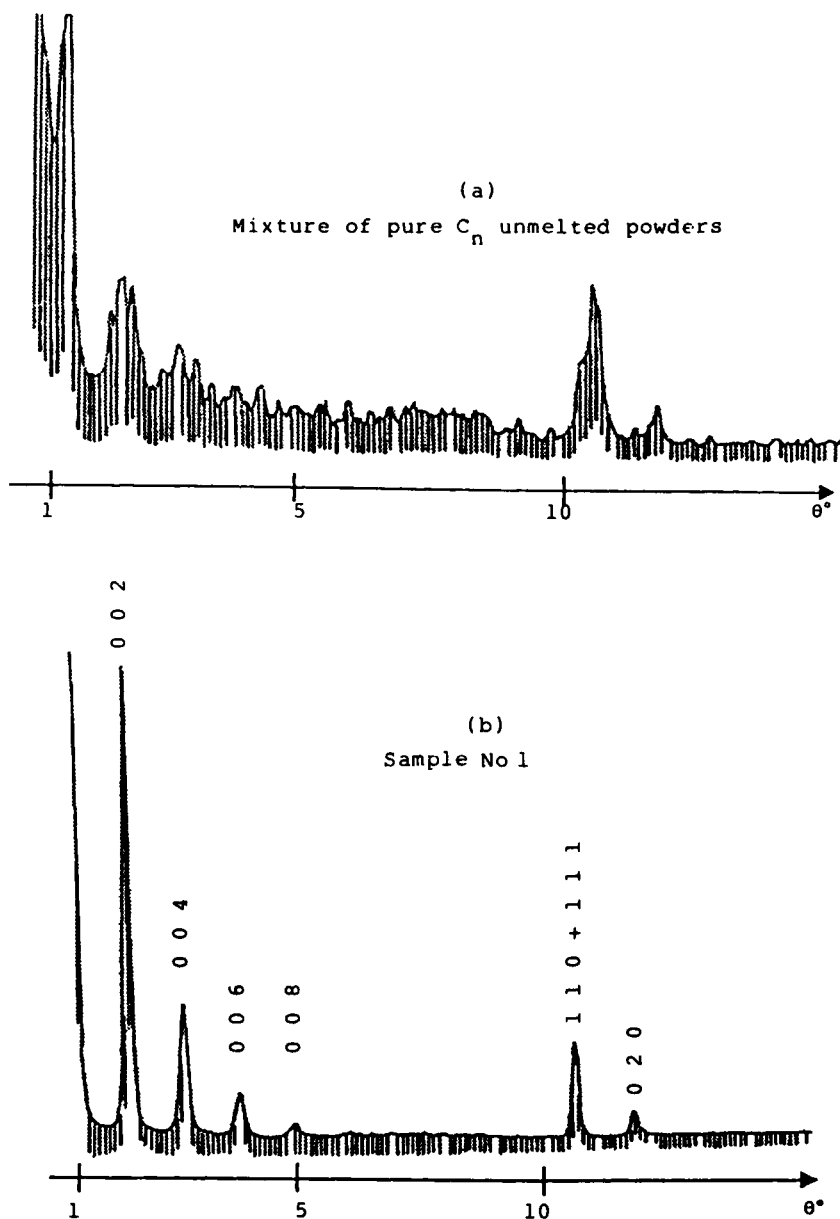 (a)
Mixture of pure Cn unmelted powders
1 5 10 θ°
0 0 2
(b)
Sample No 1
0 0 4
0 0 6
0 0 8
1 1 0 + 1 1 1
0 2 0
1 5 10 θ°